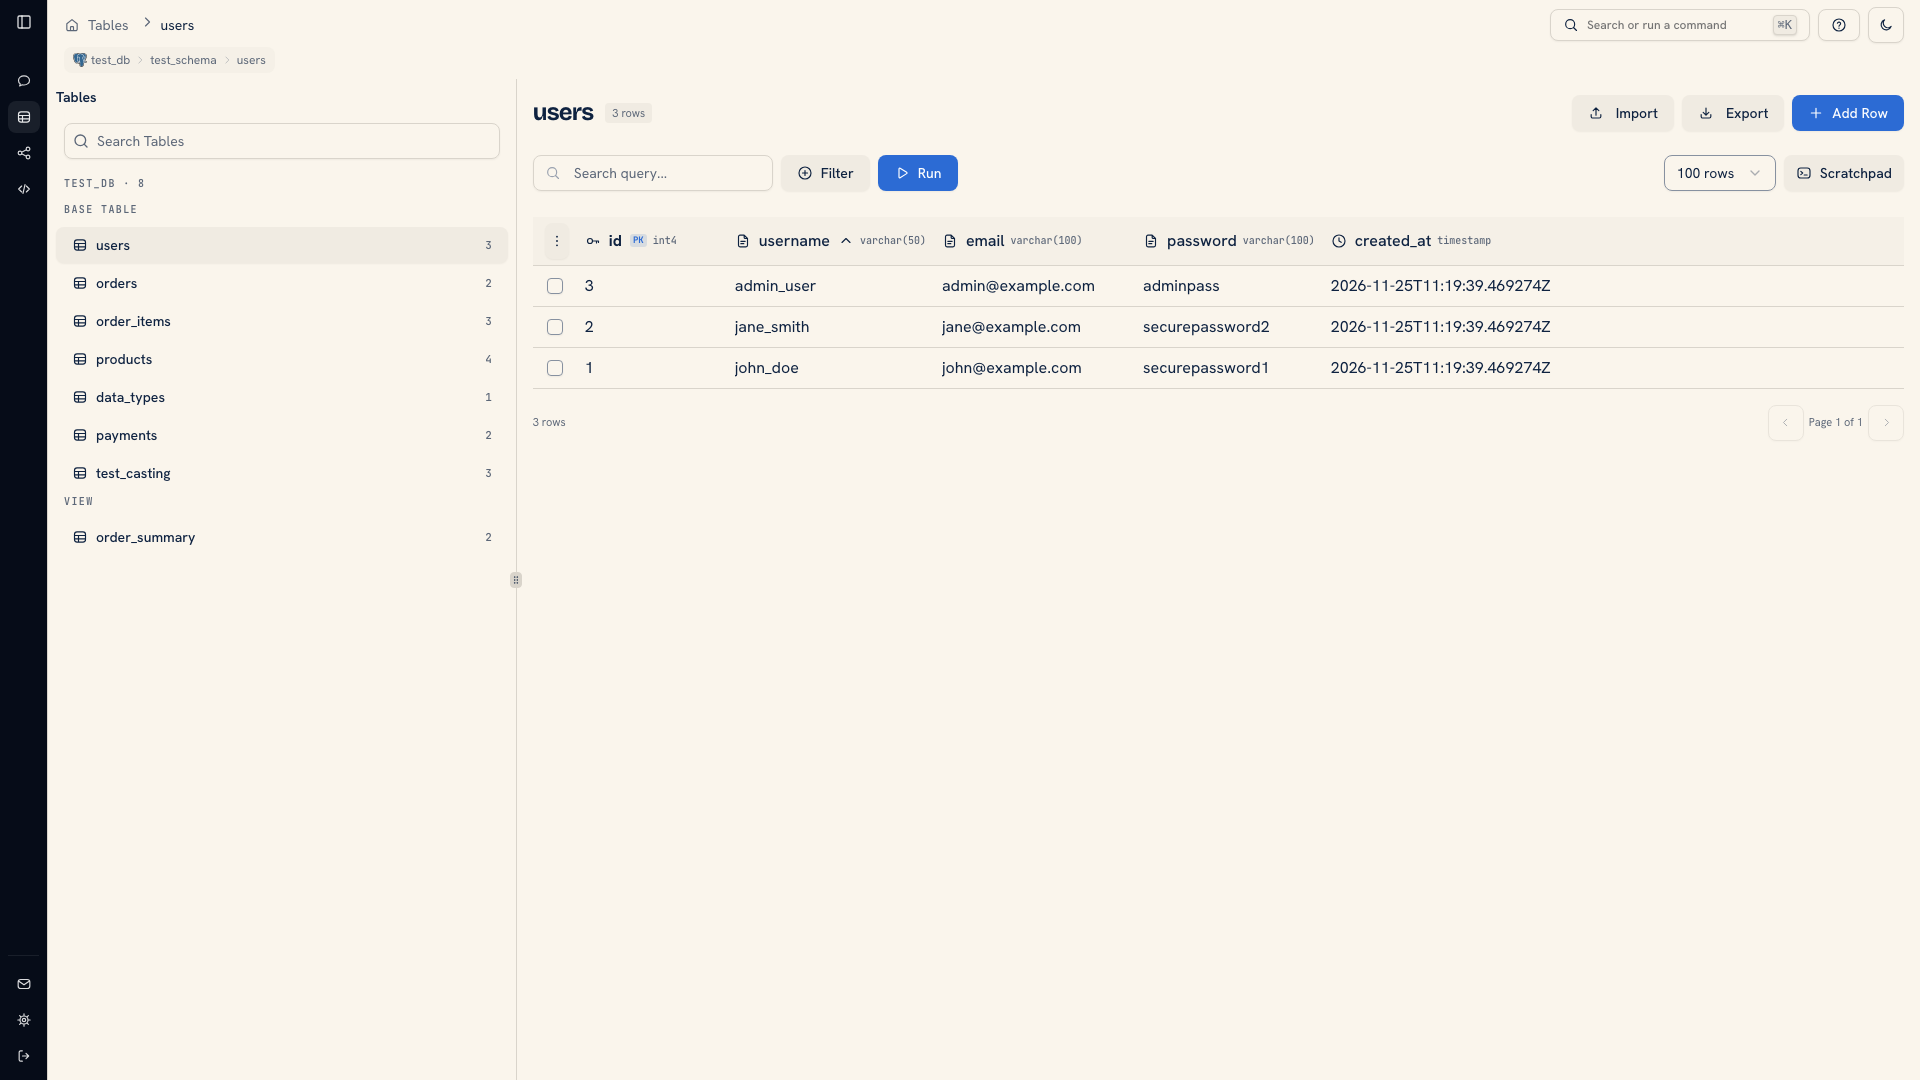 Tables users
Search or run a command ⌘K
test_db test_schema users
Tables
Search Tables
TEST_DB · 8
BASE TABLE
users 3
orders 2
order_items 3
products 4
data_types 1
payments 2
test_casting 3
VIEW
order_summary 2
users 3 rows
Import Export Add Row
Search query... Filter Run
100 rows Scratchpad
id PK int4 username varchar(50) email varchar(100) password varchar(100) created_at timestamp
3 admin_user admin@example.com adminpass 2026-11-25T11:19:39.469274Z
2 jane_smith jane@example.com securepassword2 2026-11-25T11:19:39.469274Z
1 john_doe john@example.com securepassword1 2026-11-25T11:19:39.469274Z
3 rows Page 1 of 1